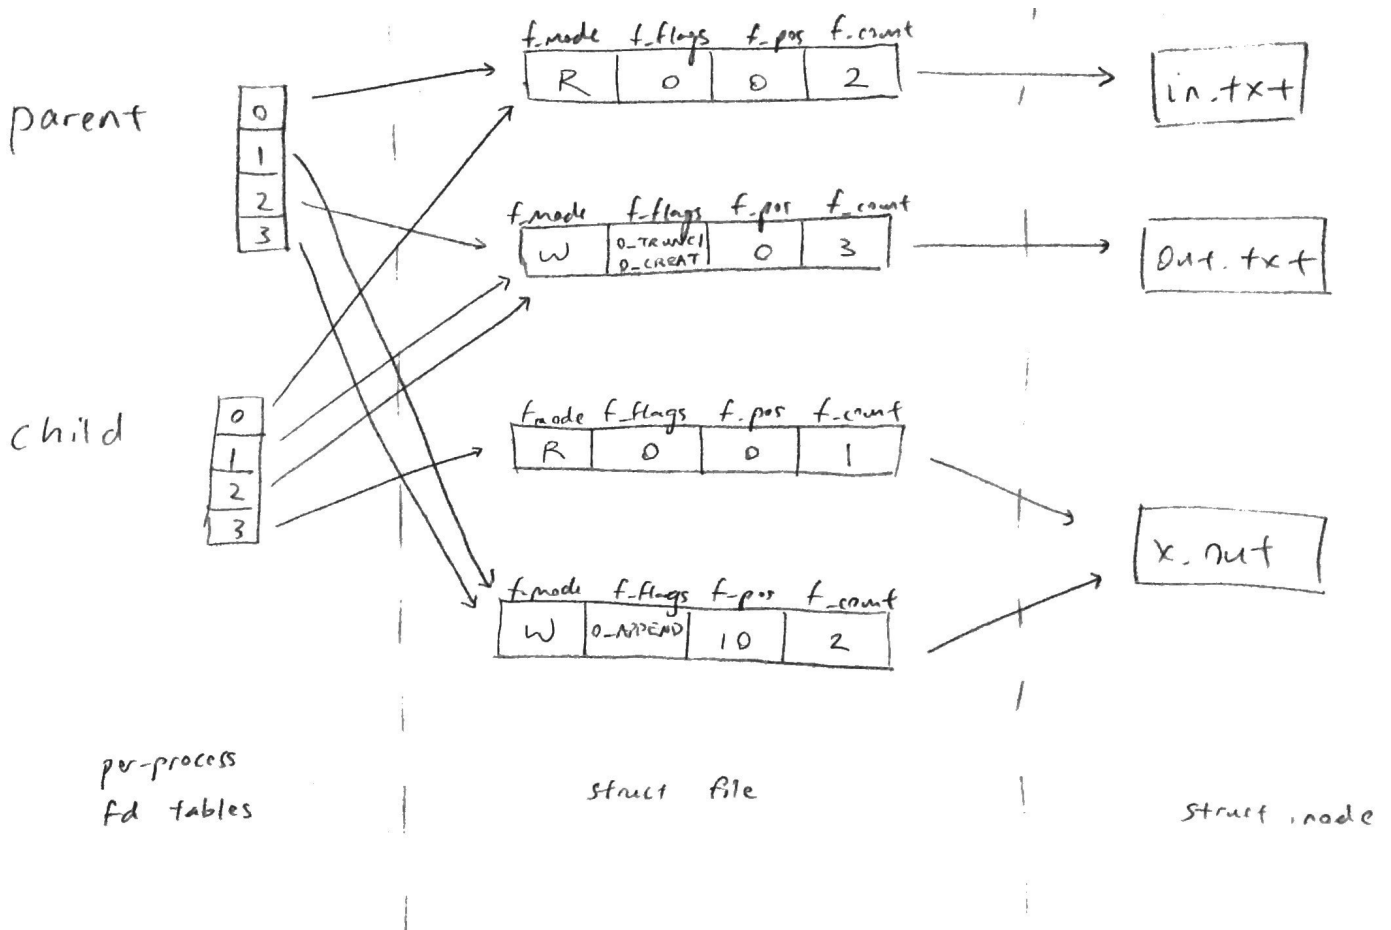 f_mode f_flags f_pos f_count
R 0 0 2
in.txt
parent
0
1
2
3
f_mode f_flags f_pos f_count
W O_TRUNC| O_CREAT 0 3
out.txt
child
0
1
2
3
f_mode f_flags f_pos f_count
R 0 0 1
x.out
f_mode f_flags f_pos f_count
W O_APPEND 10 2
per-process
fd tables
struct file
struct inode